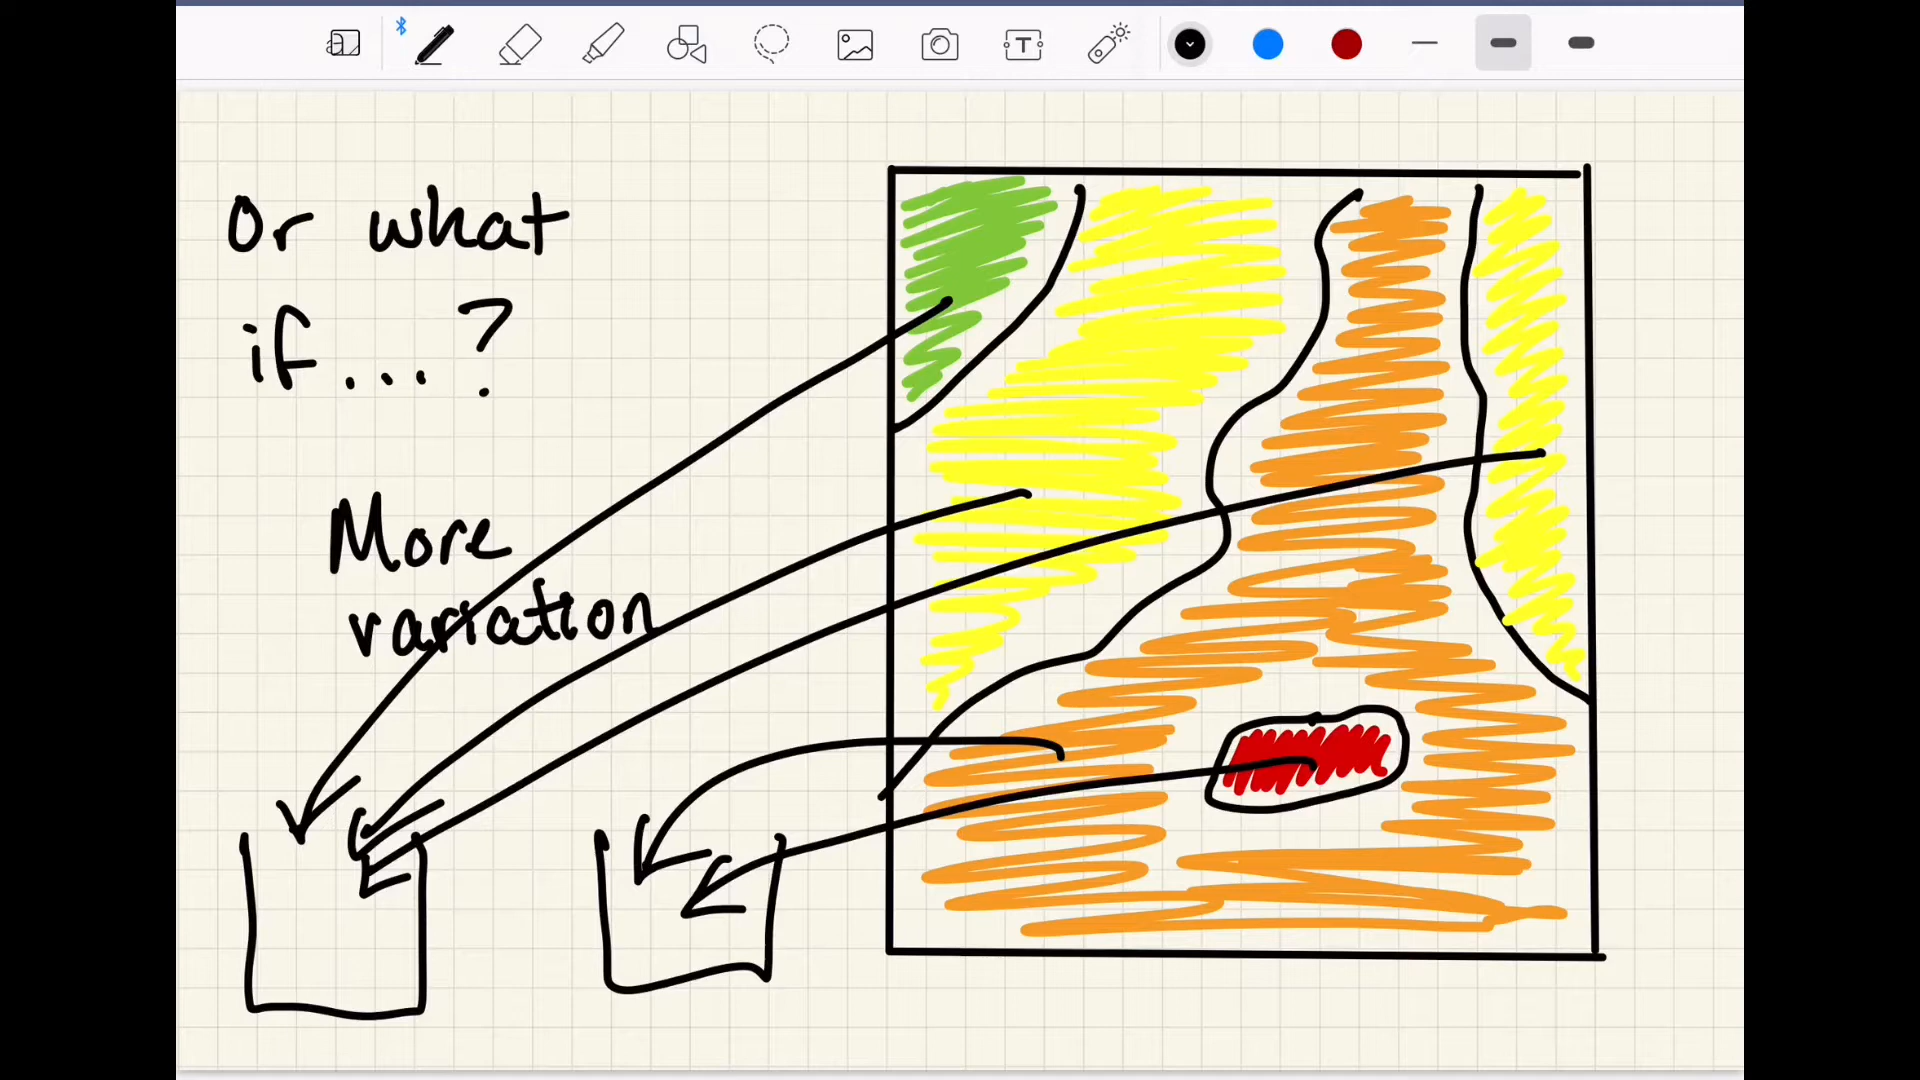 Or what
if...?
More
variation
T